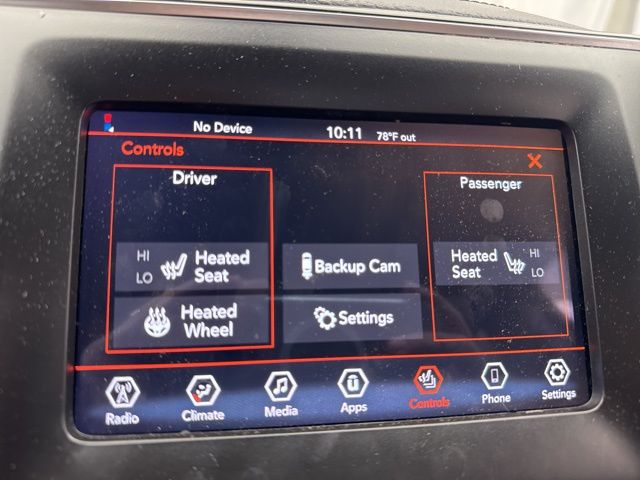 No Device 10:11 78°F out
Controls X
Driver
Passenger
HI
LO
Heated
Seat
Backup Cam
Heated
Seat
HI
LO
Heated
Wheel
Settings
Radio Climate Media Apps Controls Phone Settings